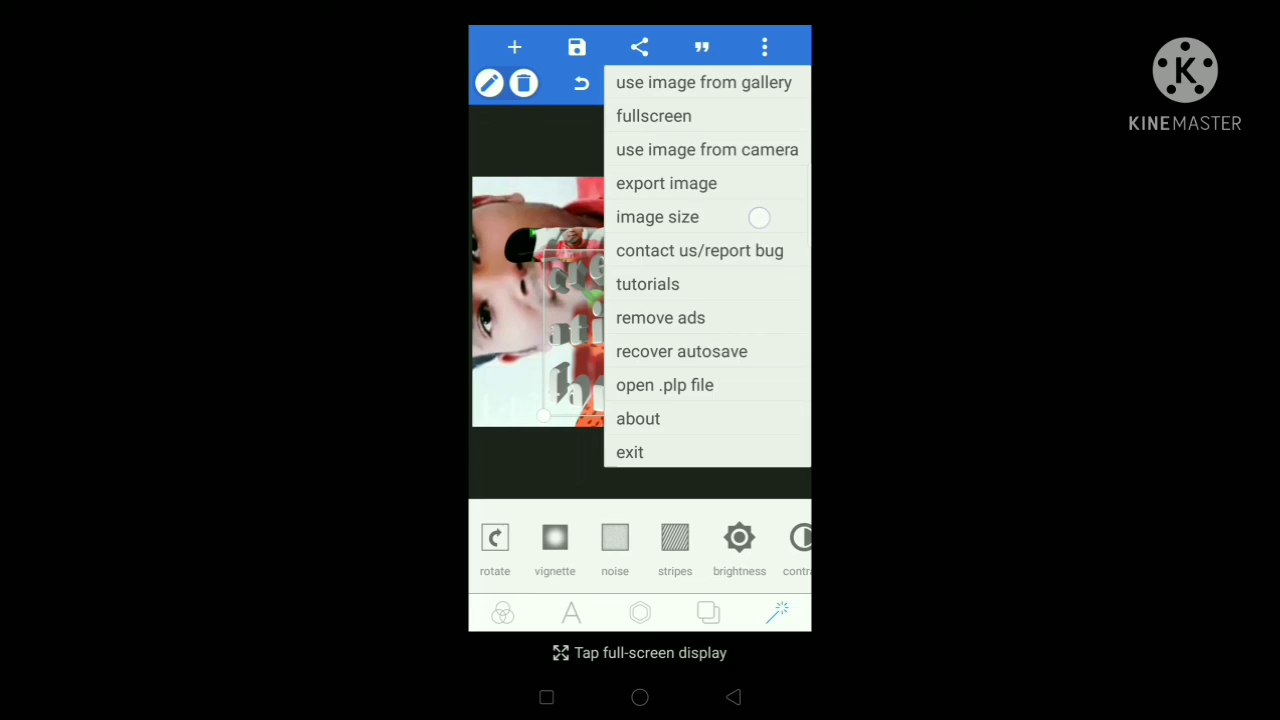 KINEMASTER
use image from gallery
fullscreen
use image from camera
export image
image size
contact us/report bug
tutorials
remove ads
recover autosave
open .plp file
about
exit
rotate
vignette
noise
stripes
brightness
contra
Tap full-screen display